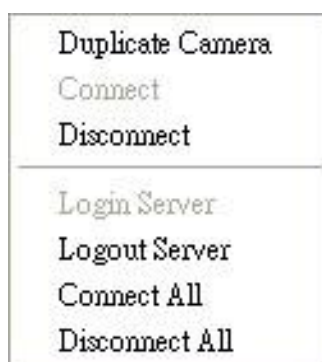 Duplicate Camera
Connect
Disconnect
Login Server
Logout Server
Connect All
Disconnect All